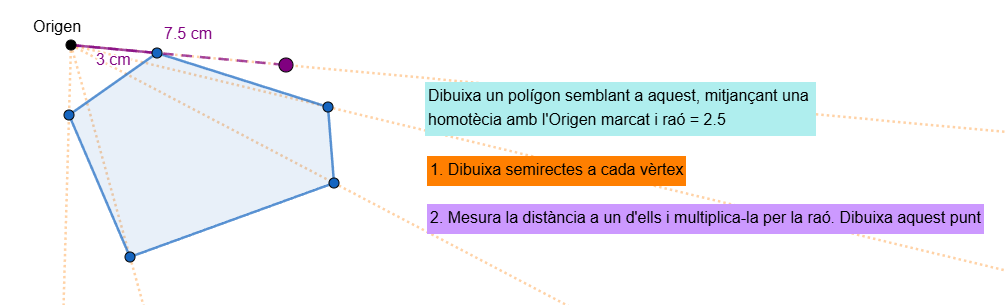 Origen
7.5 cm
3 cm
Dibuixa un polígon semblant a aquest, mitjançant una
homotècia amb l'Origen marcat i raó = 2.5
1. Dibuixa semirectes a cada vèrtex
2. Mesura la distància a un d'ells i multiplica-la per la raó. Dibuixa aquest punt